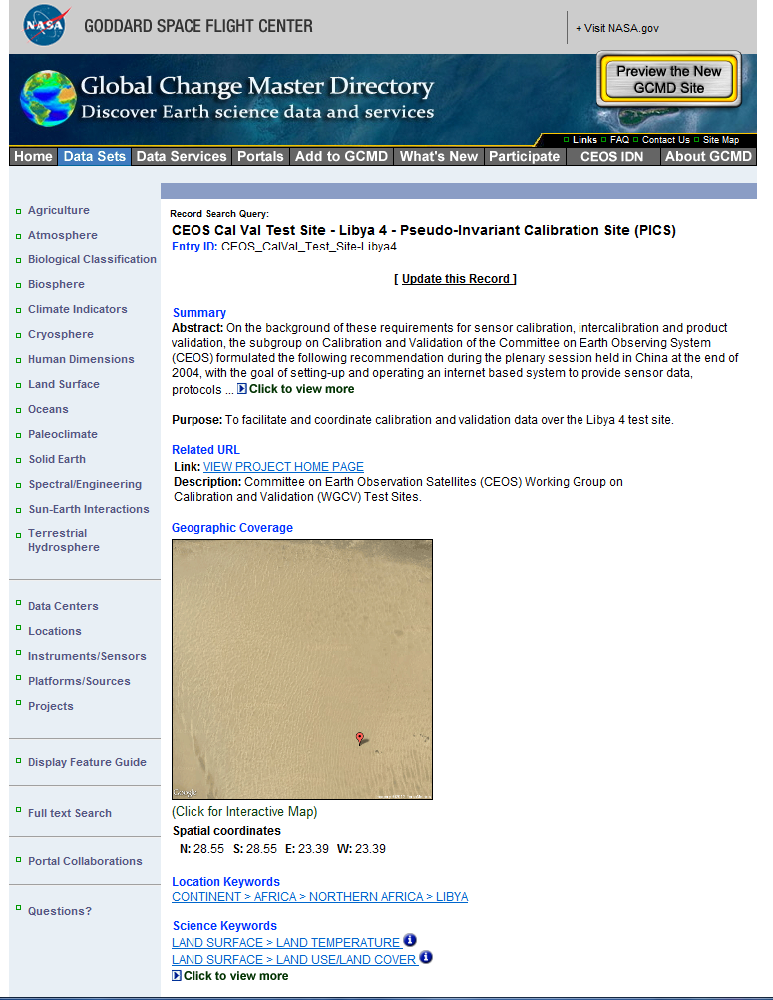 NASA
GODDARD SPACE FLIGHT CENTER
+ Visit NASA.gov
Global Change Master Directory
Discover Earth science data and services
Preview the New
GCMD Site
Links FAQ Contact Us Site Map
Home Data Sets Data Services Portals Add to GCMD What's New Participate CEOS IDN About GCMD
Agriculture
Atmosphere
Biological Classification
Biosphere
Climate Indicators
Cryosphere
Human Dimensions
Land Surface
Oceans
Paleoclimate
Solid Earth
Spectral/Engineering
Sun-Earth Interactions
Terrestrial
Hydrosphere
Data Centers
Locations
Instruments/Sensors
Platforms/Sources
Projects
Display Feature Guide
Full text Search
Portal Collaborations
Questions?
Record Search Query:
CEOS Cal Val Test Site - Libya 4 - Pseudo-Invariant Calibration Site (PICS)
Entry ID: CEOS_CalVal_Test_Site-Libya4
[ Update this Record ]
Summary
Abstract: On the background of these requirements for sensor calibration, intercalibration and product
validation, the subgroup on Calibration and Validation of the Committee on Earth Observing System
(CEOS) formulated the following recommendation during the plenary session held in China at the end of
2004, with the goal of setting-up and operating an internet based system to provide sensor data,
protocols ... Click to view more
Purpose: To facilitate and coordinate calibration and validation data over the Libya 4 test site.
Related URL
Link: VIEW PROJECT HOME PAGE
Description: Committee on Earth Observation Satellites (CEOS) Working Group on
Calibration and Validation (WGCV) Test Sites.
Geographic Coverage
Google
(Click for Interactive Map)
Spatial coordinates
N: 28.55 S: 28.55 E: 23.39 W: 23.39
Location Keywords
CONTINENT > AFRICA > NORTHERN AFRICA > LIBYA
Science Keywords
LAND SURFACE > LAND TEMPERATURE
LAND SURFACE > LAND USE/LAND COVER
Click to view more